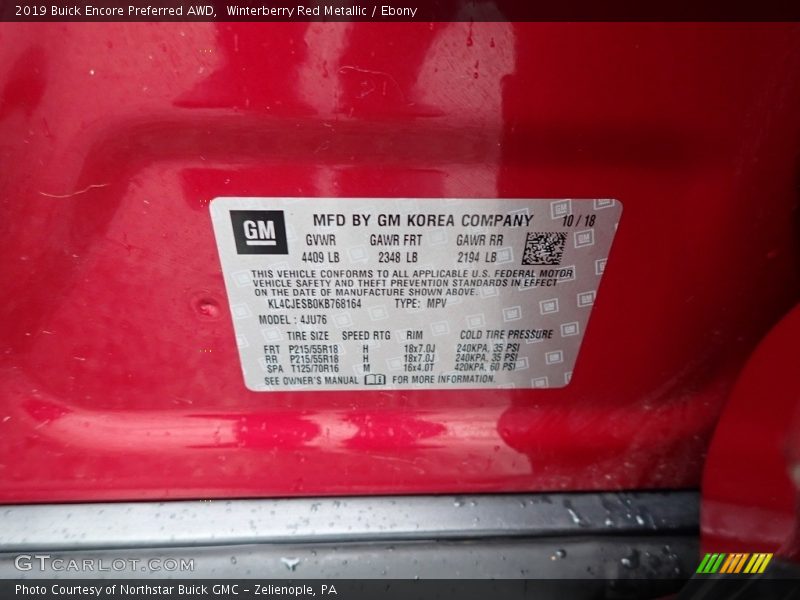 2019 Buick Encore Preferred AWD,  Winterberry Red Metallic / Ebony
GM
MFD BY GM KOREA COMPANY 10 / 18
GVWR GAWR FRT GAWR RR
4409 LB 2348 LB 2194 LB
THIS VEHICLE CONFORMS TO ALL APPLICABLE U.S. FEDERAL MOTOR
VEHICLE SAFETY AND THEFT PREVENTION STANDARDS IN EFFECT
ON THE DATE OF MANUFACTURE SHOWN ABOVE.
KL4CJESB0KB768164 TYPE: MPV
MODEL : 4JU76
TIRE SIZE SPEED RTG RIM COLD TIRE PRESSURE
FRT P215/55R18 H 18x7.0J 240KPA, 35 PSI
RR P215/55R18 H 18x7.0J 240KPA, 35 PSI
SPA T125/70R16 M 16x4.0T 420KPA, 60 PSI
SEE OWNER'S MANUAL FOR MORE INFORMATION.
GTCARLOT.COM
Photo Courtesy of Northstar Buick GMC - Zelienople, PA